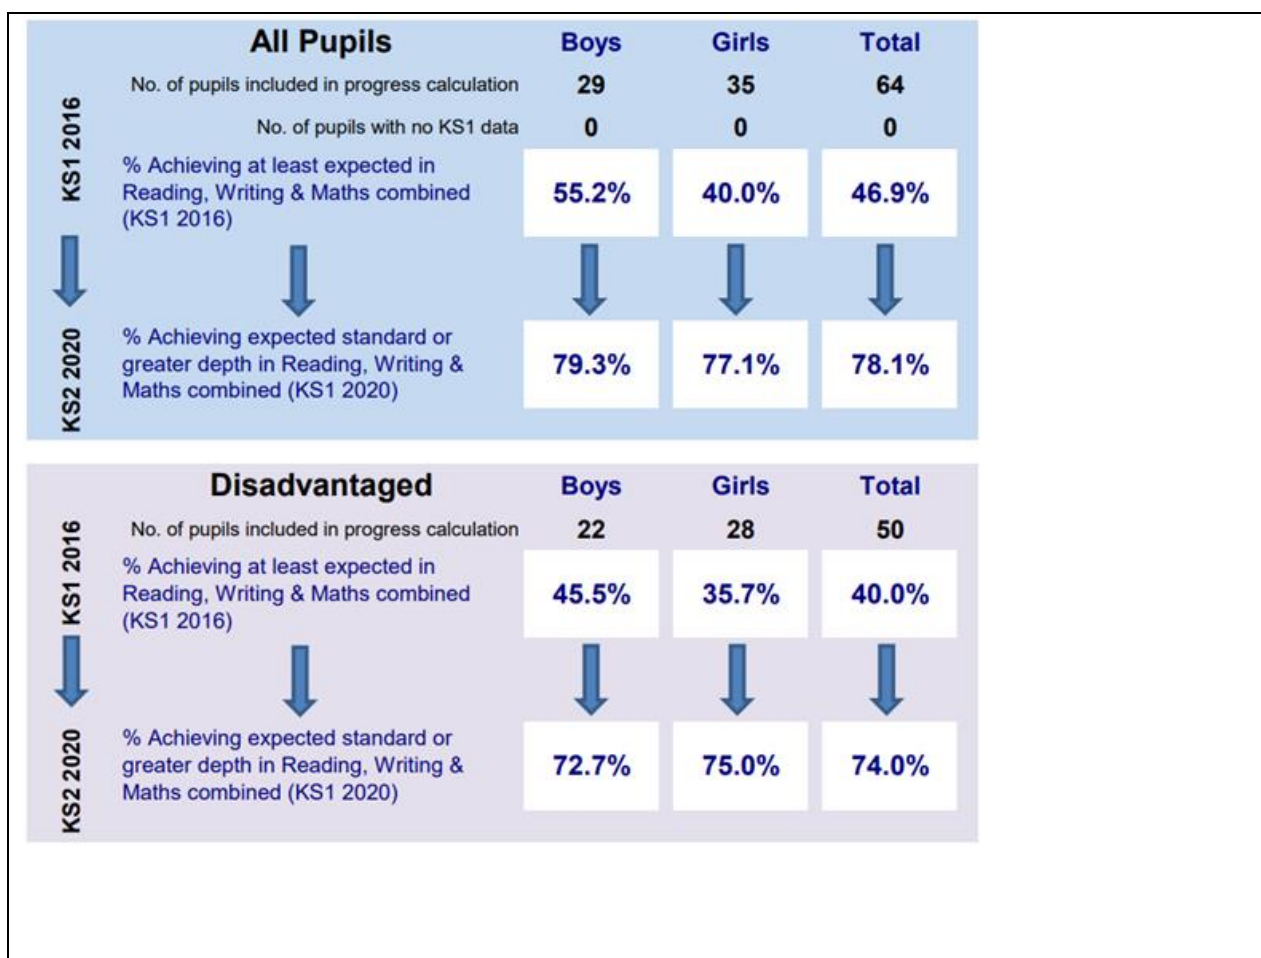 All Pupils Boys Girls Total
No. of pupils included in progress calculation 29 35 64
No. of pupils with no KS1 data 0 0 0
KS1 2016
% Achieving at least expected in
Reading, Writing & Maths combined
(KS1 2016)
55.2% 40.0% 46.9%
KS2 2020
% Achieving expected standard or
greater depth in Reading, Writing &
Maths combined (KS1 2020)
79.3% 77.1% 78.1%
Disadvantaged Boys Girls Total
No. of pupils included in progress calculation 22 28 50
KS1 2016
% Achieving at least expected in
Reading, Writing & Maths combined
(KS1 2016)
45.5% 35.7% 40.0%
KS2 2020
% Achieving expected standard or
greater depth in Reading, Writing &
Maths combined (KS1 2020)
72.7% 75.0% 74.0%